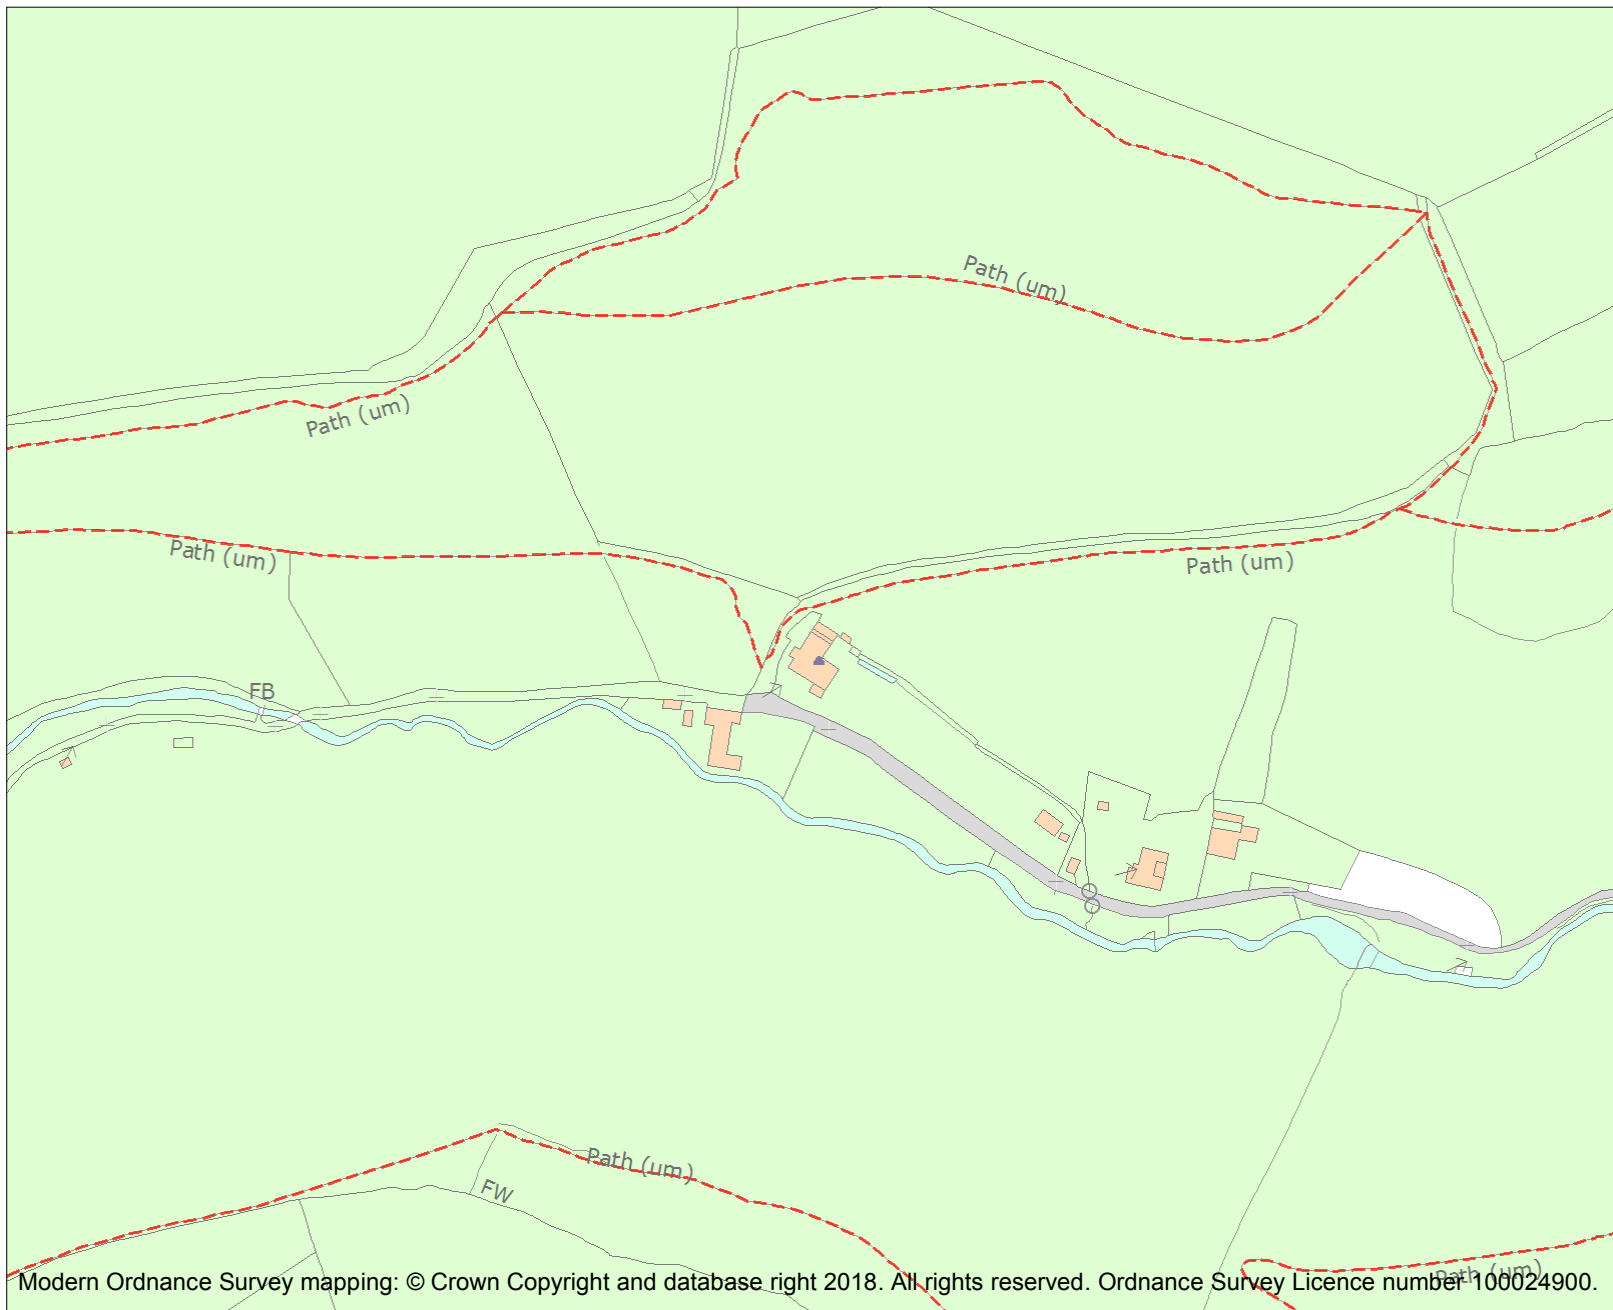 Path (um)
Path (um)
Path (um)
Path (um)
FB
Path (um)
FW
Path (um)
Modern Ordnance Survey mapping: © Crown Copyright and database right 2018. All rights reserved. Ordnance Survey Licence number 100024900.